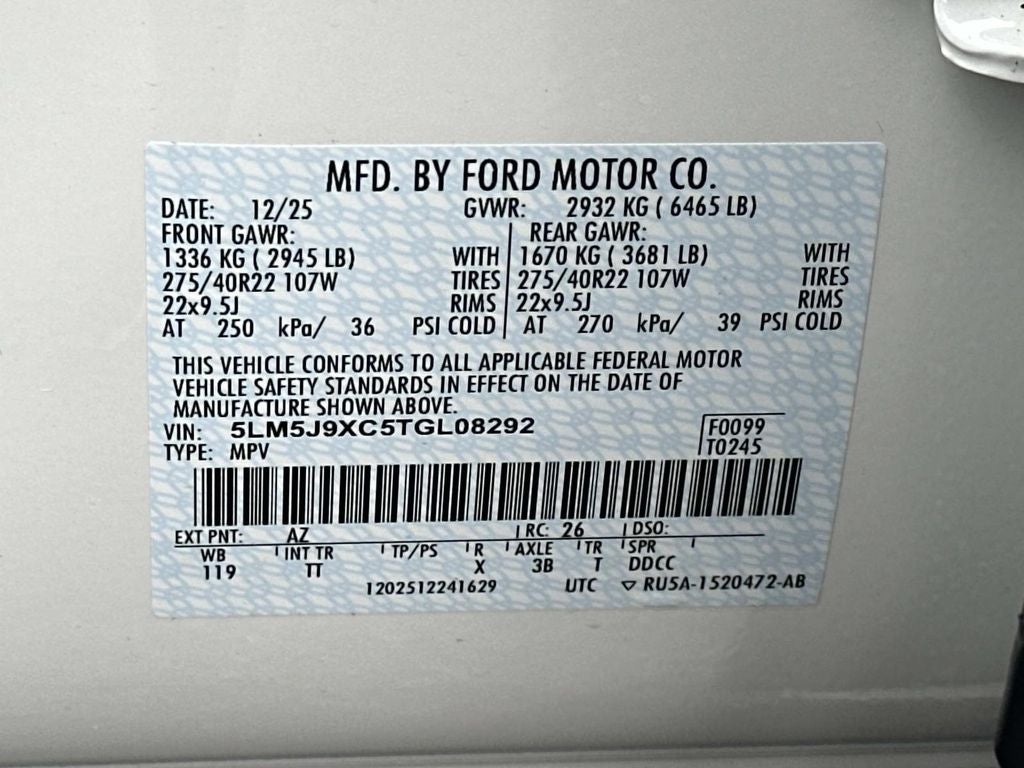 MFD. BY FORD MOTOR CO.
DATE: 12/25 GVWR: 2932 KG ( 6465 LB)
FRONT GAWR: REAR GAWR:
1336 KG ( 2945 LB) WITH 1670 KG ( 3681 LB) WITH
275/40R22 107W TIRES 275/40R22 107W TIRES
22x9.5J RIMS 22x9.5J RIMS
AT 250 kPa/ 36 PSI COLD AT 270 kPa/ 39 PSI COLD
THIS VEHICLE CONFORMS TO ALL APPLICABLE FEDERAL MOTOR
VEHICLE SAFETY STANDARDS IN EFFECT ON THE DATE OF
MANUFACTURE SHOWN ABOVE.
VIN: 5LM5J9XC5TGL08292 F0099
TYPE: MPV T0245
EXT PNT: AZ RC: 26 DSO:
WB INT TR TP/PS R AXLE TR SPR
119 TT X 3B T DDCC
1202512241629 UTC ▽ RU5A-1520472-AB